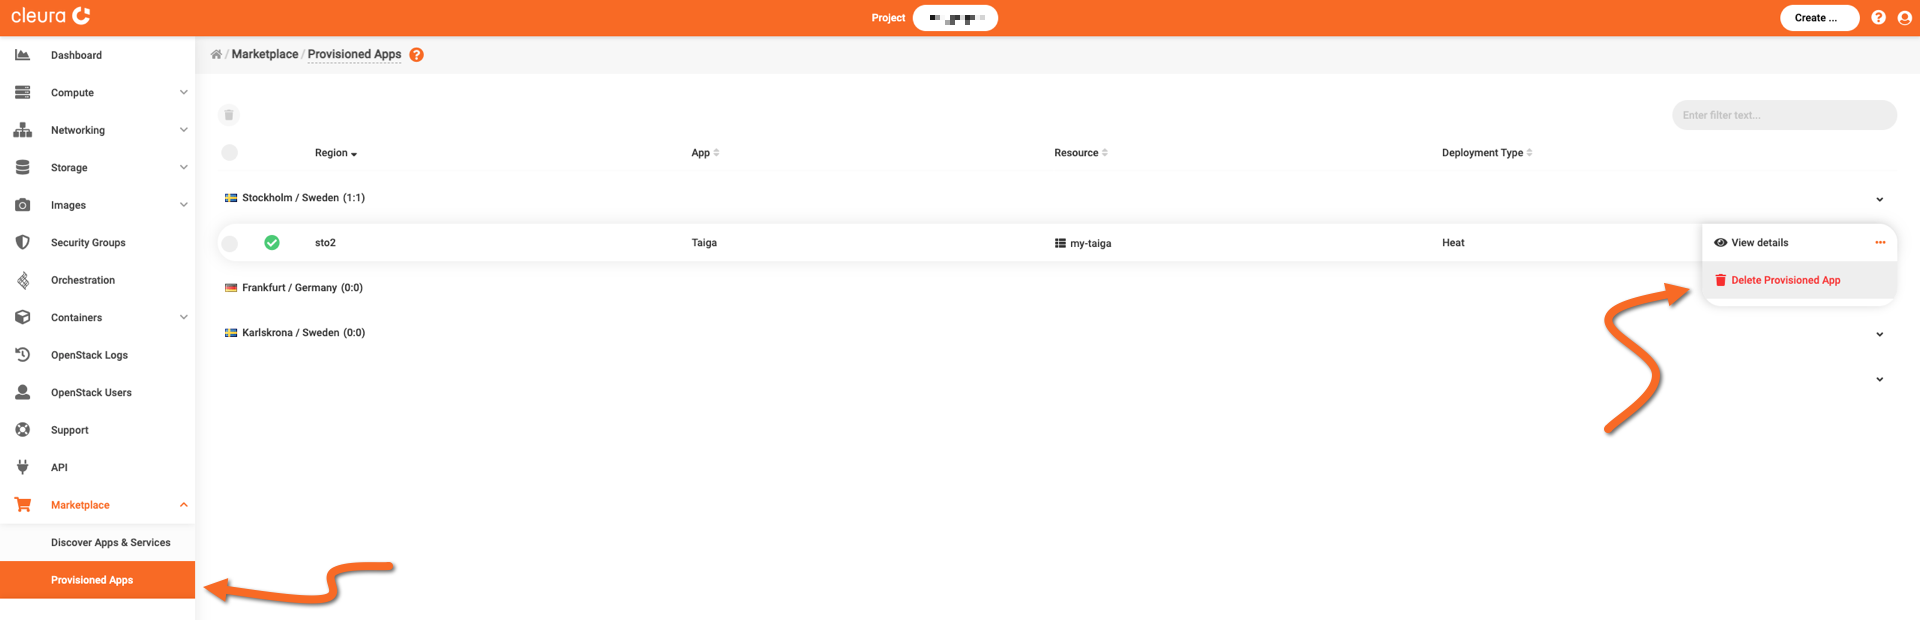 cleura
Project
Create ...
Dashboard
Compute
Networking
Storage
Images
Security Groups
Orchestration
Containers
OpenStack Logs
OpenStack Users
Support
API
Marketplace
Discover Apps & Services
Provisioned Apps
/ Marketplace / Provisioned Apps
Enter filter text...
Region App Resource Deployment Type
Stockholm / Sweden (1:1)
sto2 Taiga my-taiga Heat View details
Delete Provisioned App
Frankfurt / Germany (0:0)
Karlskrona / Sweden (0:0)